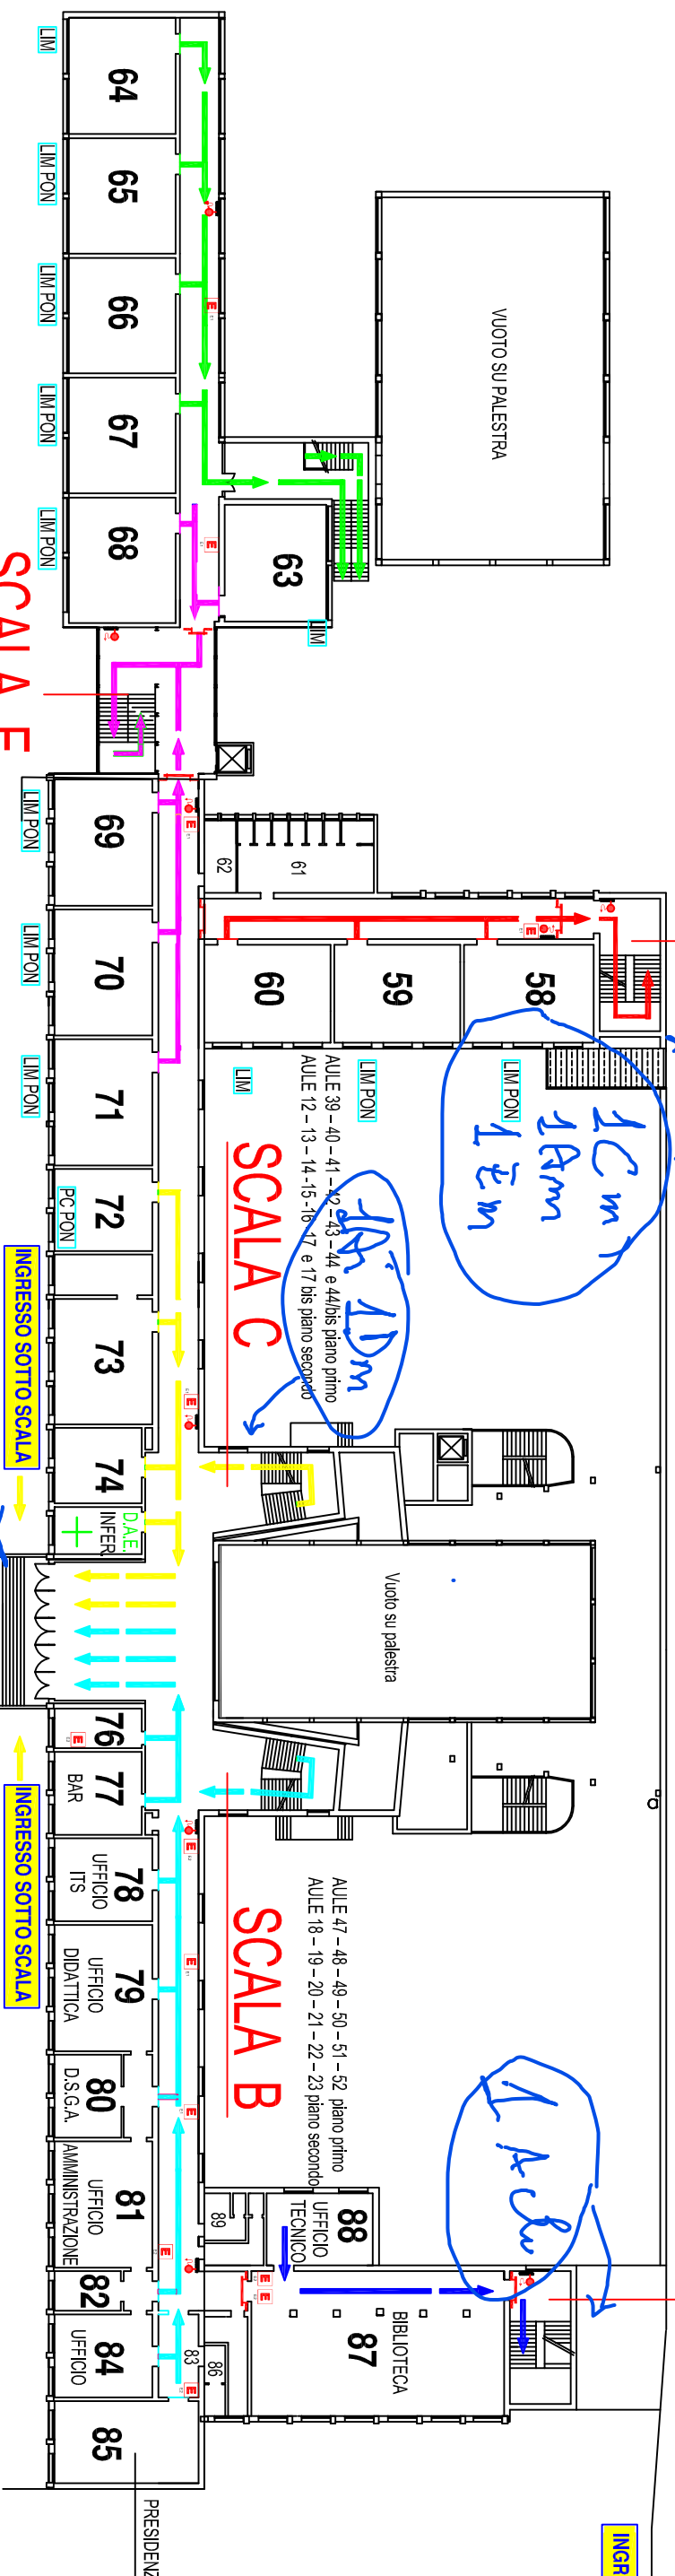 64
65
66
67
68
LIM
LIM PON
LIM PON
LIM PON
LIM PON
VUOTO SU PALESTRA
63
LIM
SCALA E
69
70
71
72
73
74
LIM PON
LIM PON
LIM PON
PC PON
62
61
60
59
58
LIM
LIM PON
LIM PON
1Cm
1Am
1Em
AULE 39 – 40 – 41 – 42 – 43 – 44 e 44/bis piano primo
AULE 12 – 13 – 14 -15 -16 -17 e 17 bis piano secondo
1Dm
SCALA C
INGRESSO SOTTO SCALA
D.A.E.
INFER
Vuoto su palestra
76
77
BAR
INGRESSO SOTTO SCALA
78
UFFICIO
ITS
79
UFFICIO
DIDATTICA
80
D.S.G.A.
81
UFFICIO
AMMINISTRAZIONE
82
83
84
UFFICIO
85
86
AULE 47 – 48 – 49 – 50 – 51 – 52 piano primo
AULE 18 – 19 – 20 – 21 – 22 – 23 piano secondo
SCALA B
88
UFFICIO
TECNICO
89
BIBLIOTECA
87
PRESIDENZ
INGR